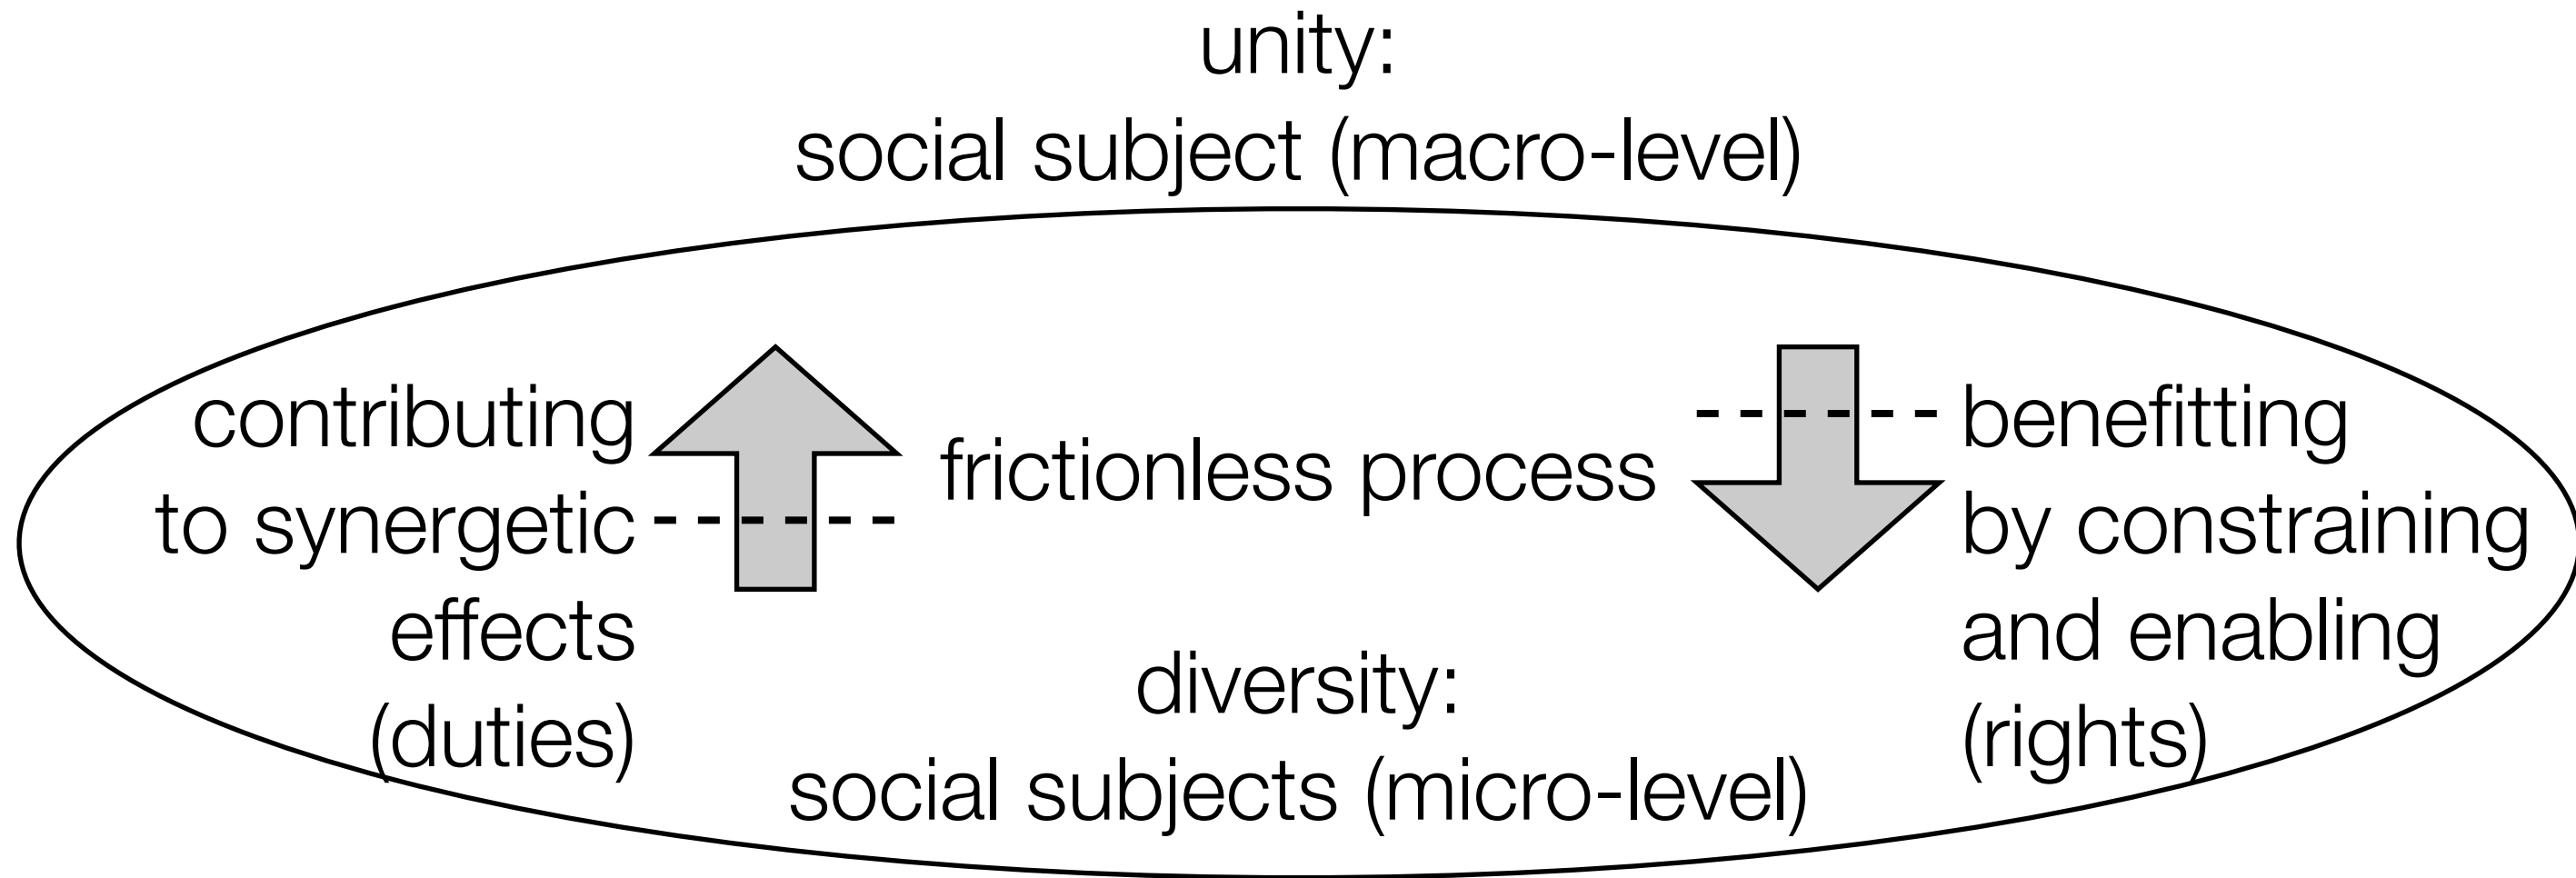 unity:
social subject (macro-level)
contributing
to synergetic
effects
(duties)
frictionless process
benefitting
by constraining
and enabling
(rights)
diversity:
social subjects (micro-level)